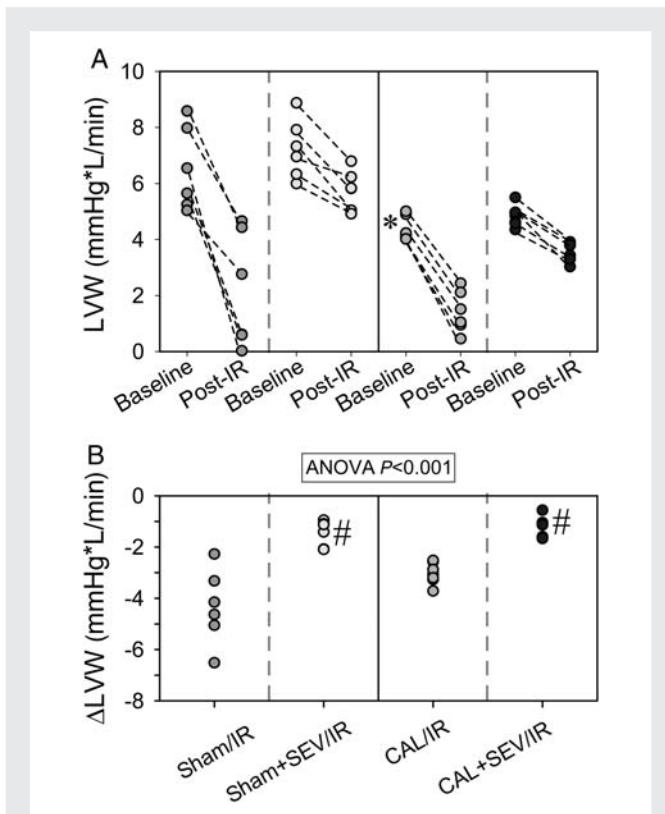 A
LVW (mmHg*L/min)
10
8
6
4
2
0
*
Baseline Post-IR Baseline Post-IR Baseline Post-IR Baseline Post-IR
B
ANOVA P<0.001
ΔLVW (mmHg*L/min)
0
-2
-4
-6
-8
# #
Sham/IR Sham+SEV/IR CAL/IR CAL+SEV/IR